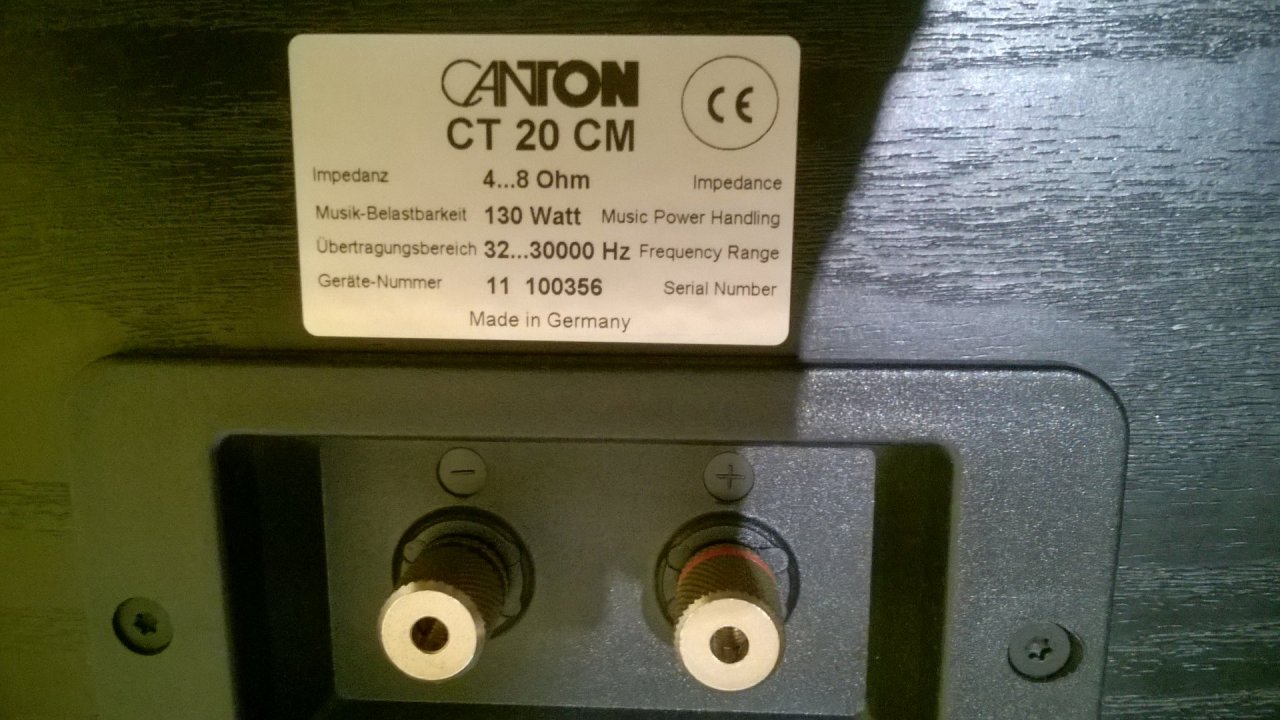 CANTON
CE
CT 20 CM
Impedanz 4...8 Ohm Impedance
Musik-Belastbarkeit 130 Watt Music Power Handling
Übertragungsbereich 32...30000 Hz Frequency Range
Geräte-Nummer 11 100356 Serial Number
Made in Germany
− +